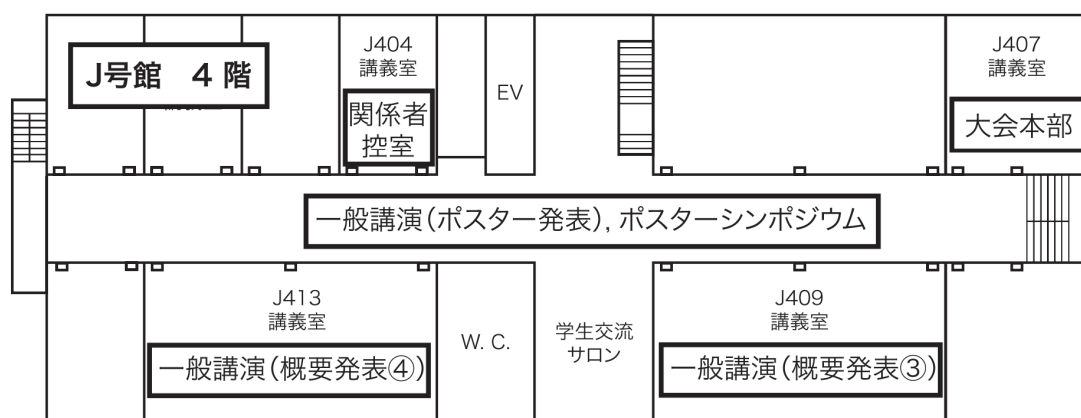 J号館　4 階
J404
講義室
関係者
控室
EV
J407
講義室
大会本部
一般講演（ポスター発表）, ポスターシンポジウム
J413
講義室
一般講演（概要発表④）
W. C.
学生交流
サロン
J409
講義室
一般講演（概要発表③）